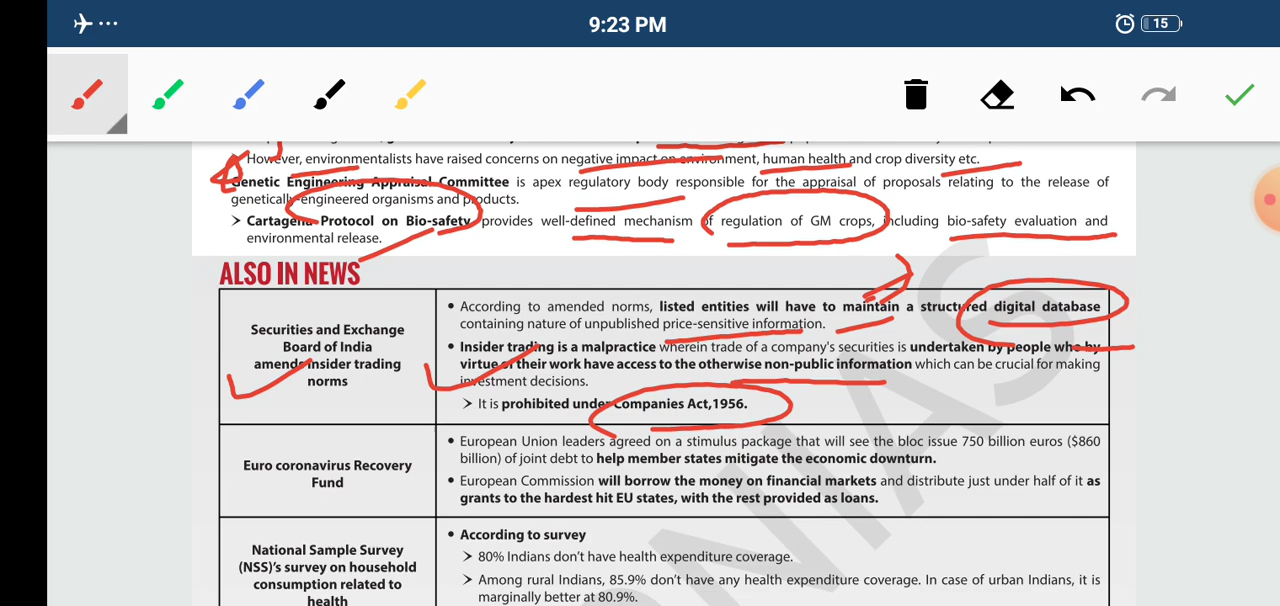 9:23 PM
15
However, environmentalists have raised concerns on negative impact on environment, human health and crop diversity etc.
Genetic Engineering Appraisal Committee is apex regulatory body responsible for the appraisal of proposals relating to the release of
genetically-engineered organisms and products.
➤ Cartagena Protocol on Bio-safety provides well-defined mechanism of regulation of GM crops, including bio-safety evaluation and
environmental release.
ALSO IN NEWS
Securities and Exchange
Board of India
amends insider trading
norms
• According to amended norms, listed entities will have to maintain a structured digital database
containing nature of unpublished price-sensitive information.
• Insider trading is a malpractice wherein trade of a company's securities is undertaken by people who by
virtue of their work have access to the otherwise non-public information which can be crucial for making
investment decisions.
➤ It is prohibited under Companies Act,1956.
Euro coronavirus Recovery
Fund
• European Union leaders agreed on a stimulus package that will see the bloc issue 750 billion euros ($860
billion) of joint debt to help member states mitigate the economic downturn.
• European Commission will borrow the money on financial markets and distribute just under half of it as
grants to the hardest hit EU states, with the rest provided as loans.
National Sample Survey
(NSS)'s survey on household
consumption related to
health
• According to survey
➤ 80% Indians don't have health expenditure coverage.
➤ Among rural Indians, 85.9% don't have any health expenditure coverage. In case of urban Indians, it is
marginally better at 80.9%.